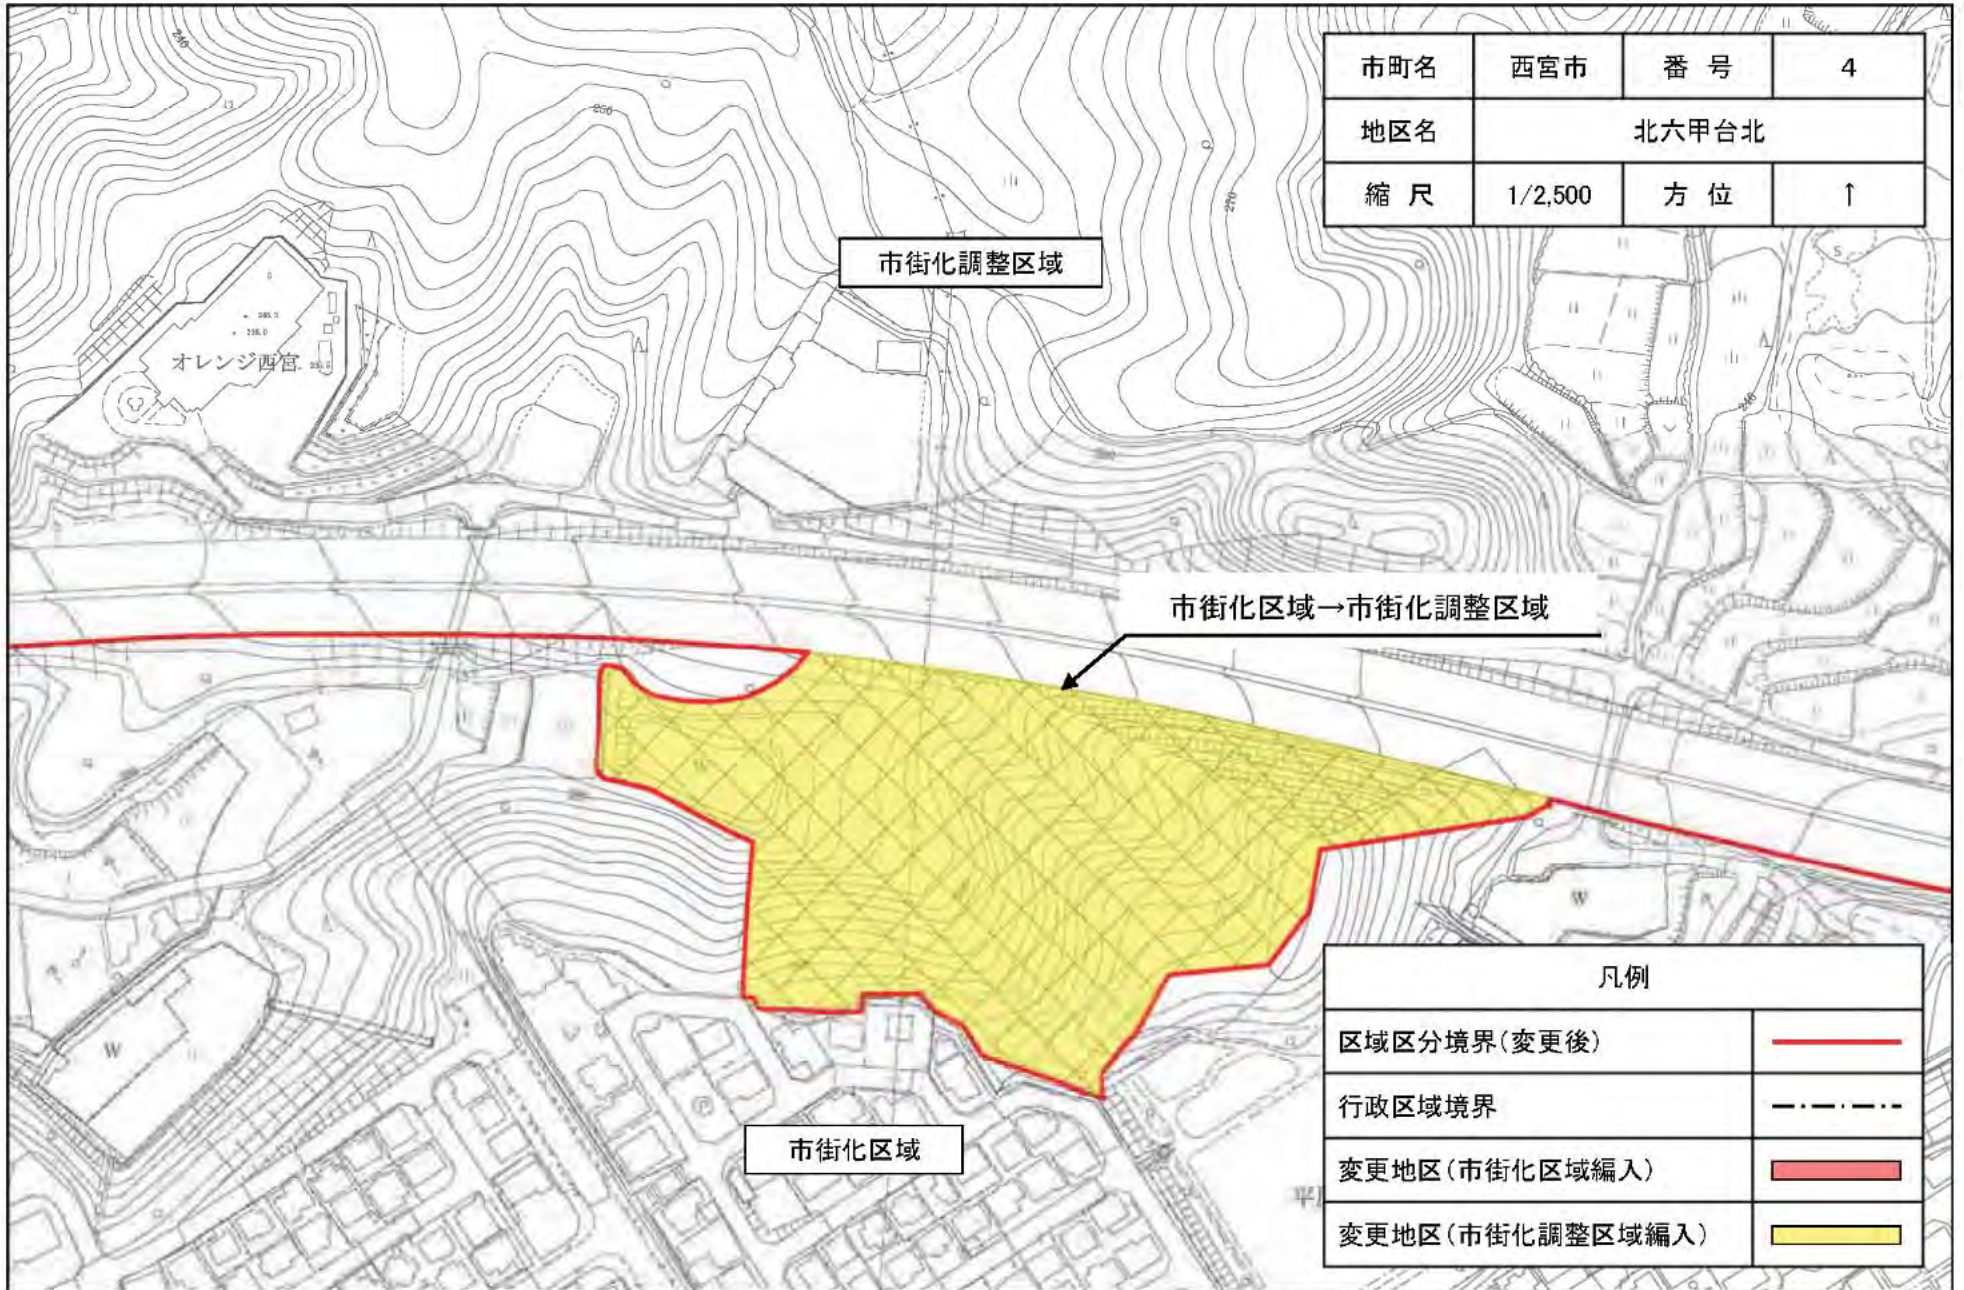 市町名 西宮市 番 号 4
地区名 北六甲台北
縮 尺 1/2,500 方 位 ↑
240
250
270
市街化調整区域
オレンジ西宮
240
市街化区域→市街化調整区域
W
W
市街化区域
凡例
区域区分境界(変更後)
行政区域境界
変更地区(市街化区域編入)
変更地区(市街化調整区域編入)